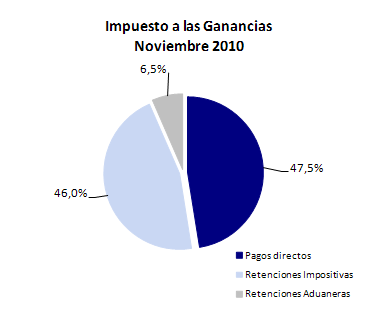 Impuesto a las Ganancias
Noviembre 2010
6,5%
47,5%
46,0%
Pagos directos
Retenciones Impositivas
Retenciones Aduaneras